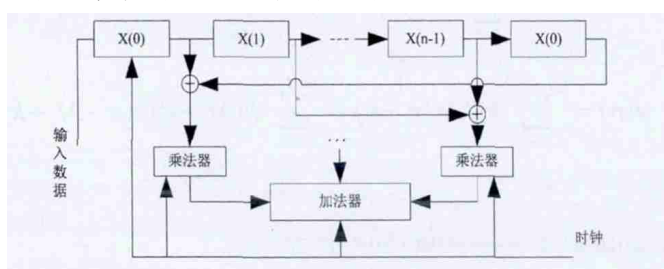 X(0) X(1) X(n-1) X(0)
输入数据
乘法器 乘法器
加法器
时钟